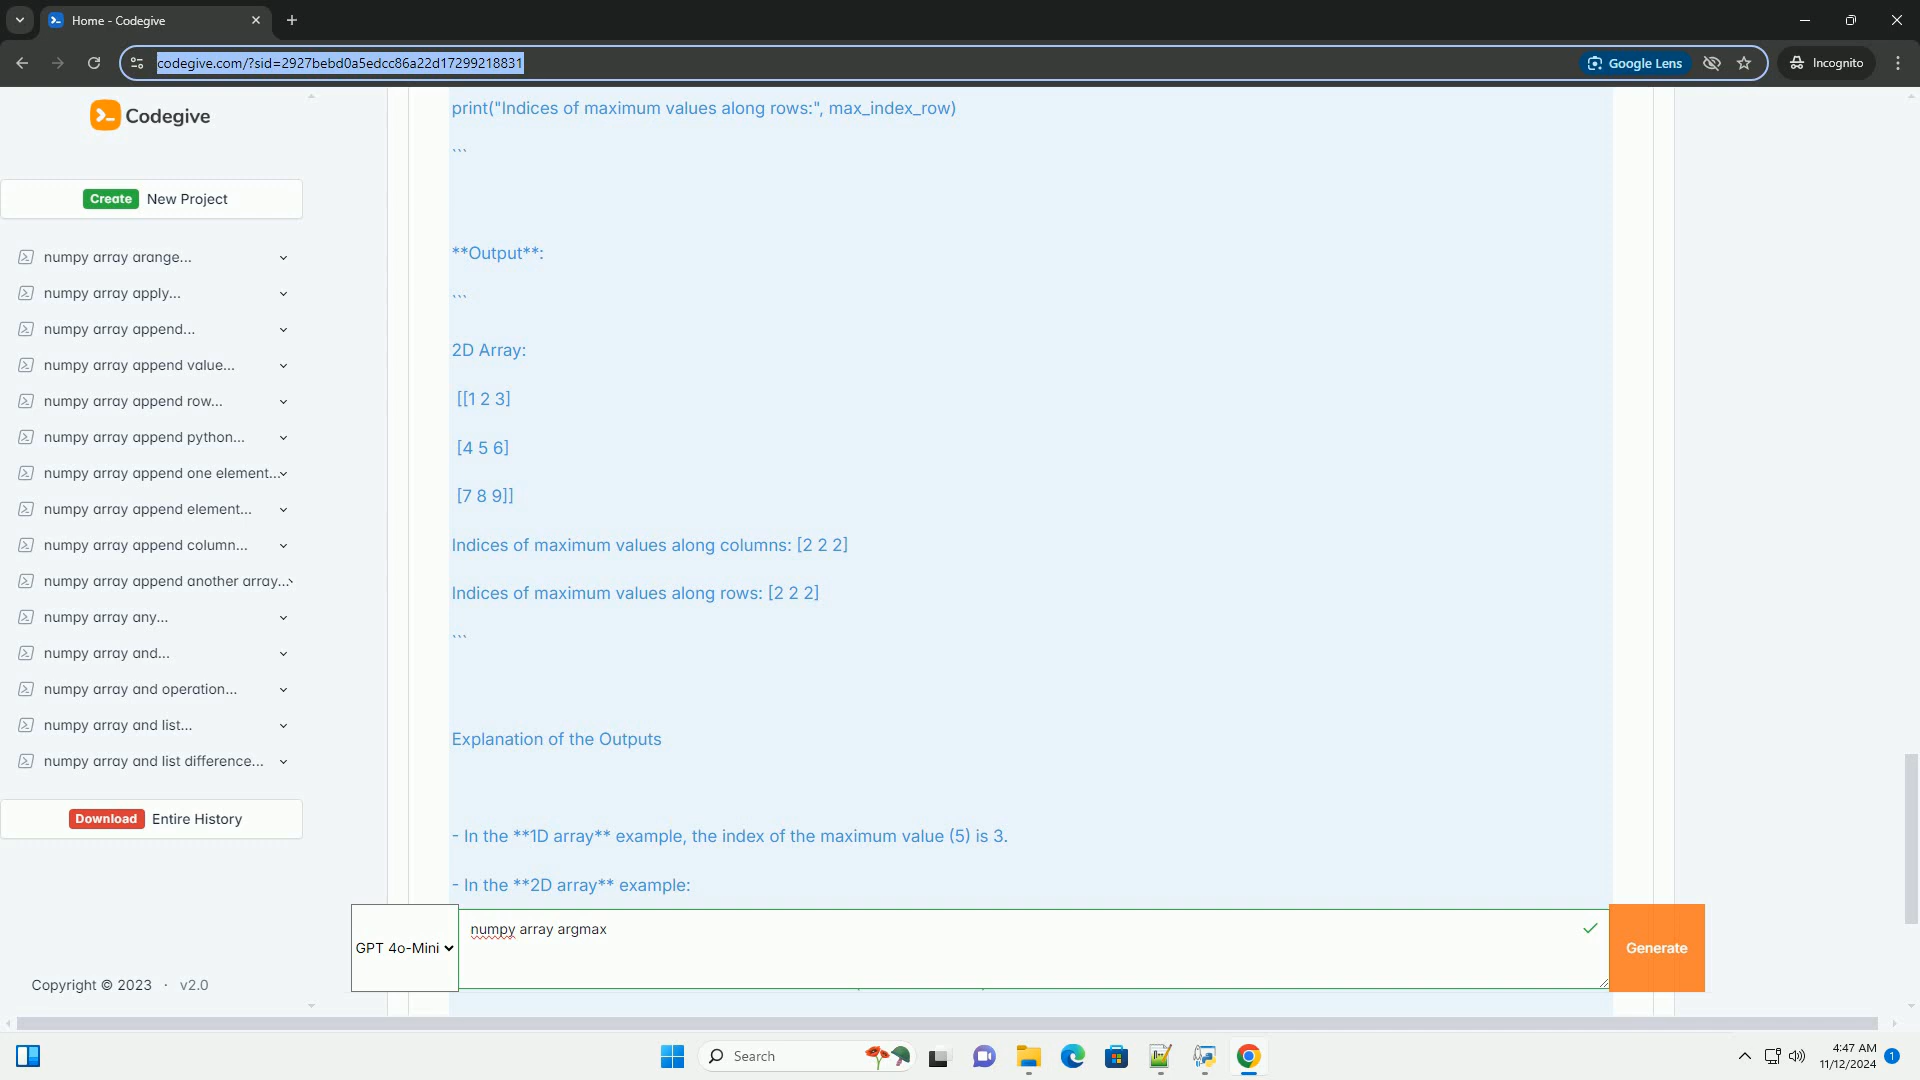 Home - Codegive
codegive.com/?sid=2927bebd0a5edcc86a22d17299218831
Google Lens
Incognito
Codegive
Create New Project
numpy array arange...
numpy array apply...
numpy array append...
numpy array append value...
numpy array append row...
numpy array append python...
numpy array append one element...
numpy array append element...
numpy array append column...
numpy array append another array...
numpy array any...
numpy array and...
numpy array and operation...
numpy array and list...
numpy array and list difference...
Download Entire History
Copyright © 2023 · v2.0
print("Indices of maximum values along rows:", max_index_row)
```
**Output**:
```
2D Array:
[[1 2 3]
[4 5 6]
[7 8 9]]
Indices of maximum values along columns: [2 2 2]
Indices of maximum values along rows: [2 2 2]
```
Explanation of the Outputs
- In the **1D array** example, the index of the maximum value (5) is 3.
- In the **2D array** example:
GPT 4o-Mini
numpy array argmax
Generate
Search
4:47 AM
11/12/2024
1